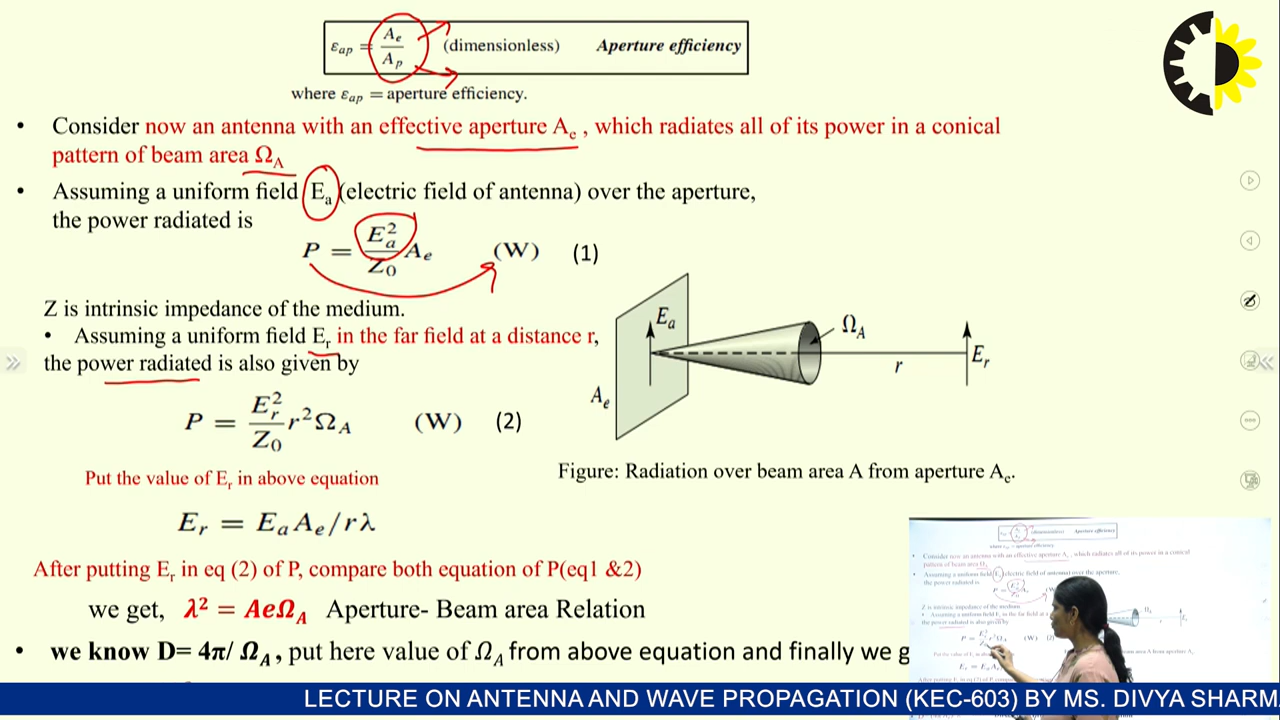 ε_ap = A_e / A_p (dimensionless) Aperture efficiency
where ε_ap = aperture efficiency.
• Consider now an antenna with an effective aperture A_e , which radiates all of its power in a conical
pattern of beam area Ω_A
• Assuming a uniform field E_a (electric field of antenna) over the aperture,
the power radiated is
P = E_a² / Z_0 A_e (W) (1)
Z is intrinsic impedance of the medium.
• Assuming a uniform field E_r in the far field at a distance r,
the power radiated is also given by
E_a
Ω_A
r
E_r
A_e
P = E_r² / Z_0 r²Ω_A (W) (2)
Figure: Radiation over beam area A from aperture A_e.
Put the value of E_r in above equation
E_r = E_a A_e/rλ
After putting E_r in eq (2) of P, Compare both equation of P(eq1 &2)
we get, λ² = AeΩ_A Aperture- Beam area Relation
• we know D= 4π/ Ω_A , put here value of Ω_A from above equation and finally we g
LECTURE ON ANTENNA AND WAVE PROPAGATION (KEC-603) BY MS. DIVYA SHARM